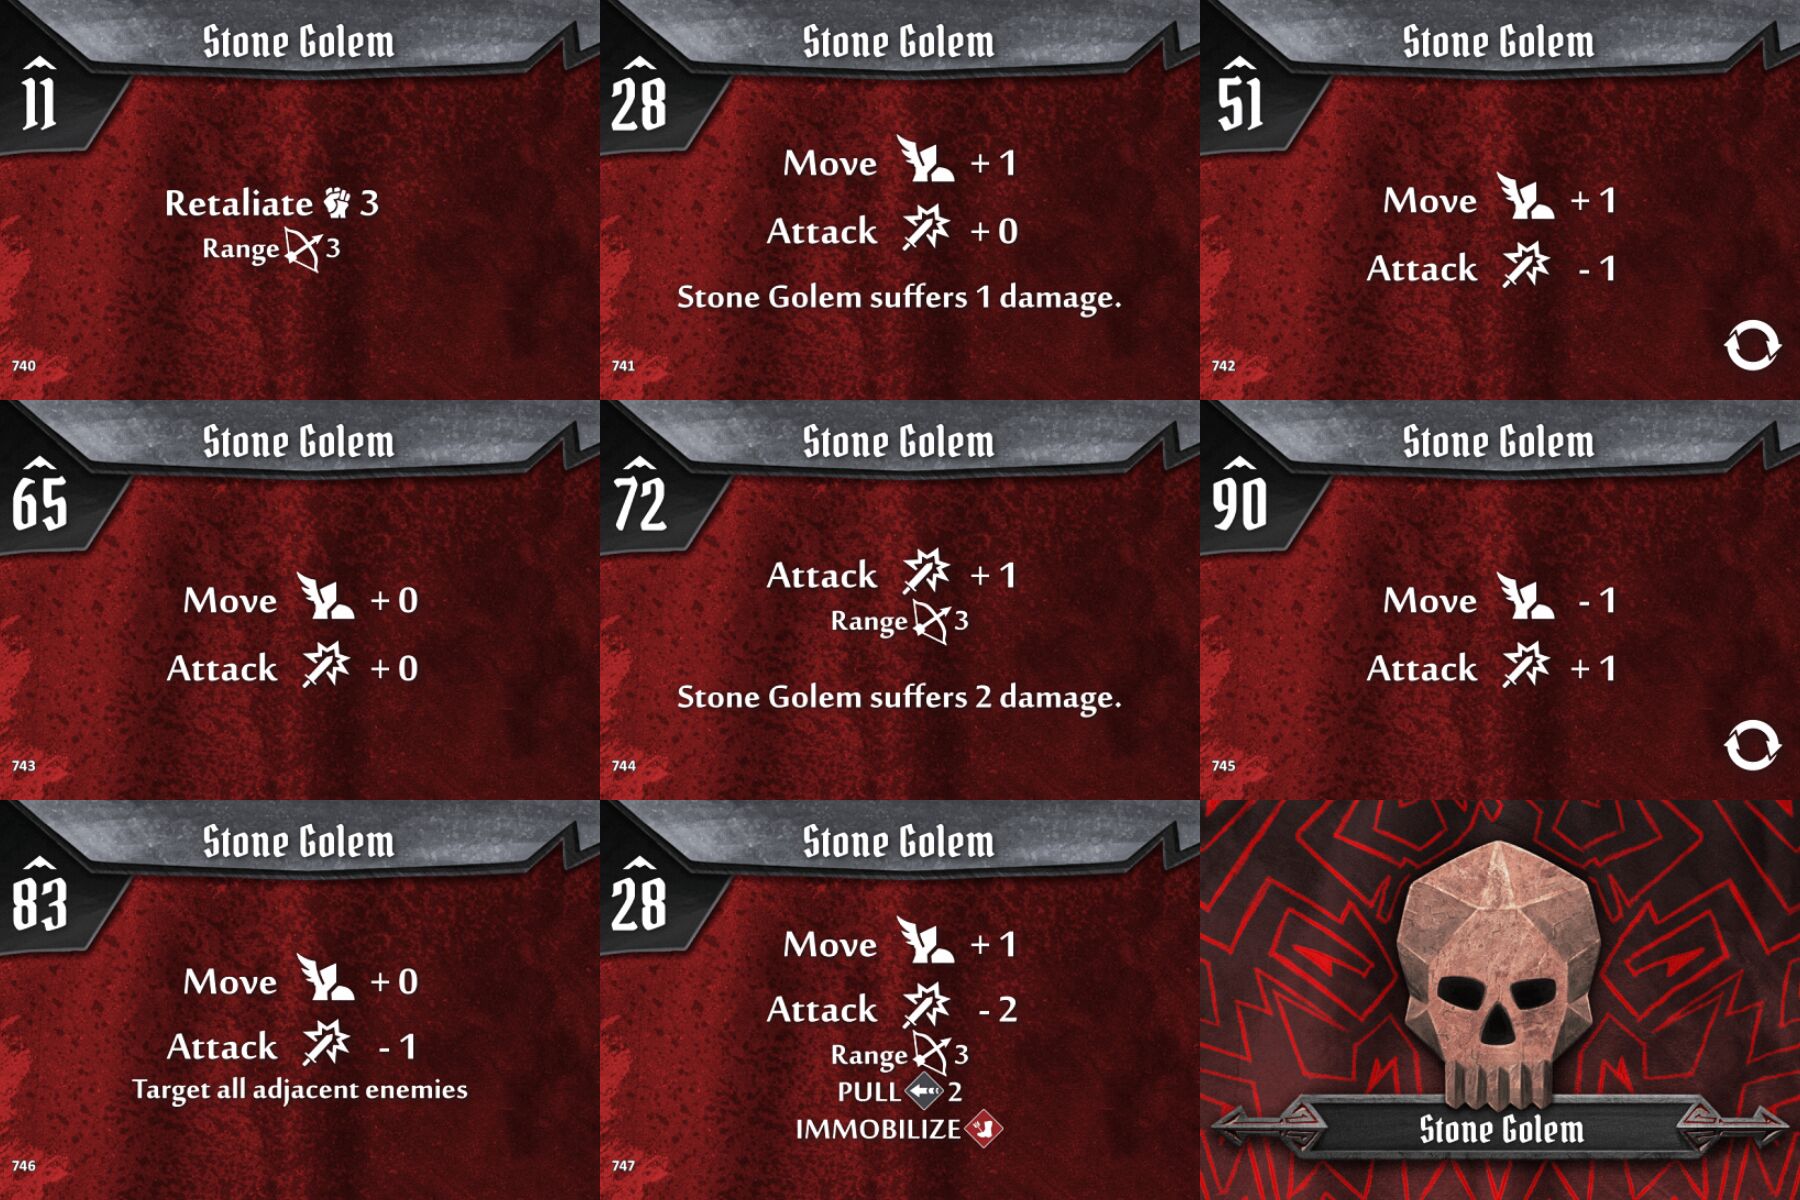 Stone Golem
11
Retaliate 3
Range 3
740
Stone Golem
28
Move + 1
Attack + 0
Stone Golem suffers 1 damage.
741
Stone Golem
51
Move + 1
Attack - 1
742
Stone Golem
65
Move + 0
Attack + 0
743
Stone Golem
72
Attack + 1
Range 3
Stone Golem suffers 2 damage.
744
Stone Golem
90
Move - 1
Attack + 1
745
Stone Golem
83
Move + 0
Attack - 1
Target all adjacent enemies
746
Stone Golem
28
Move + 1
Attack - 2
Range 3
PULL 2
IMMOBILIZE
747
Stone Golem